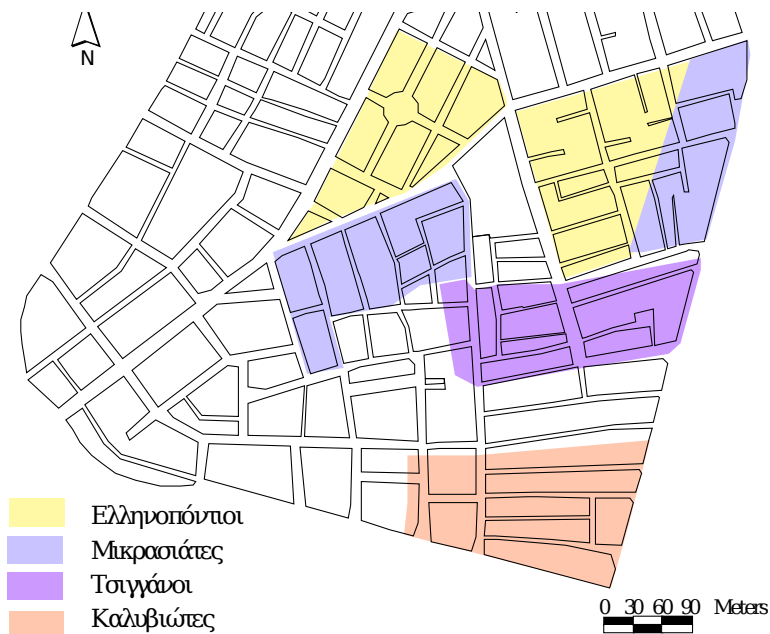 N
Ελληνοπόντιοι
Μικρασιάτες
Τσιγγάνοι
Καλυβιώτες
0 30 60 90 Meters